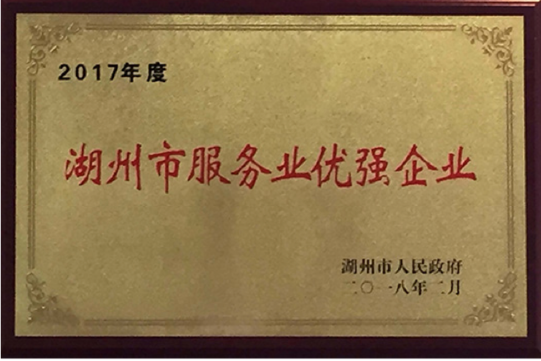 2017年度
湖州市服务业优强企业
湖州市人民政府
二〇一八年二月